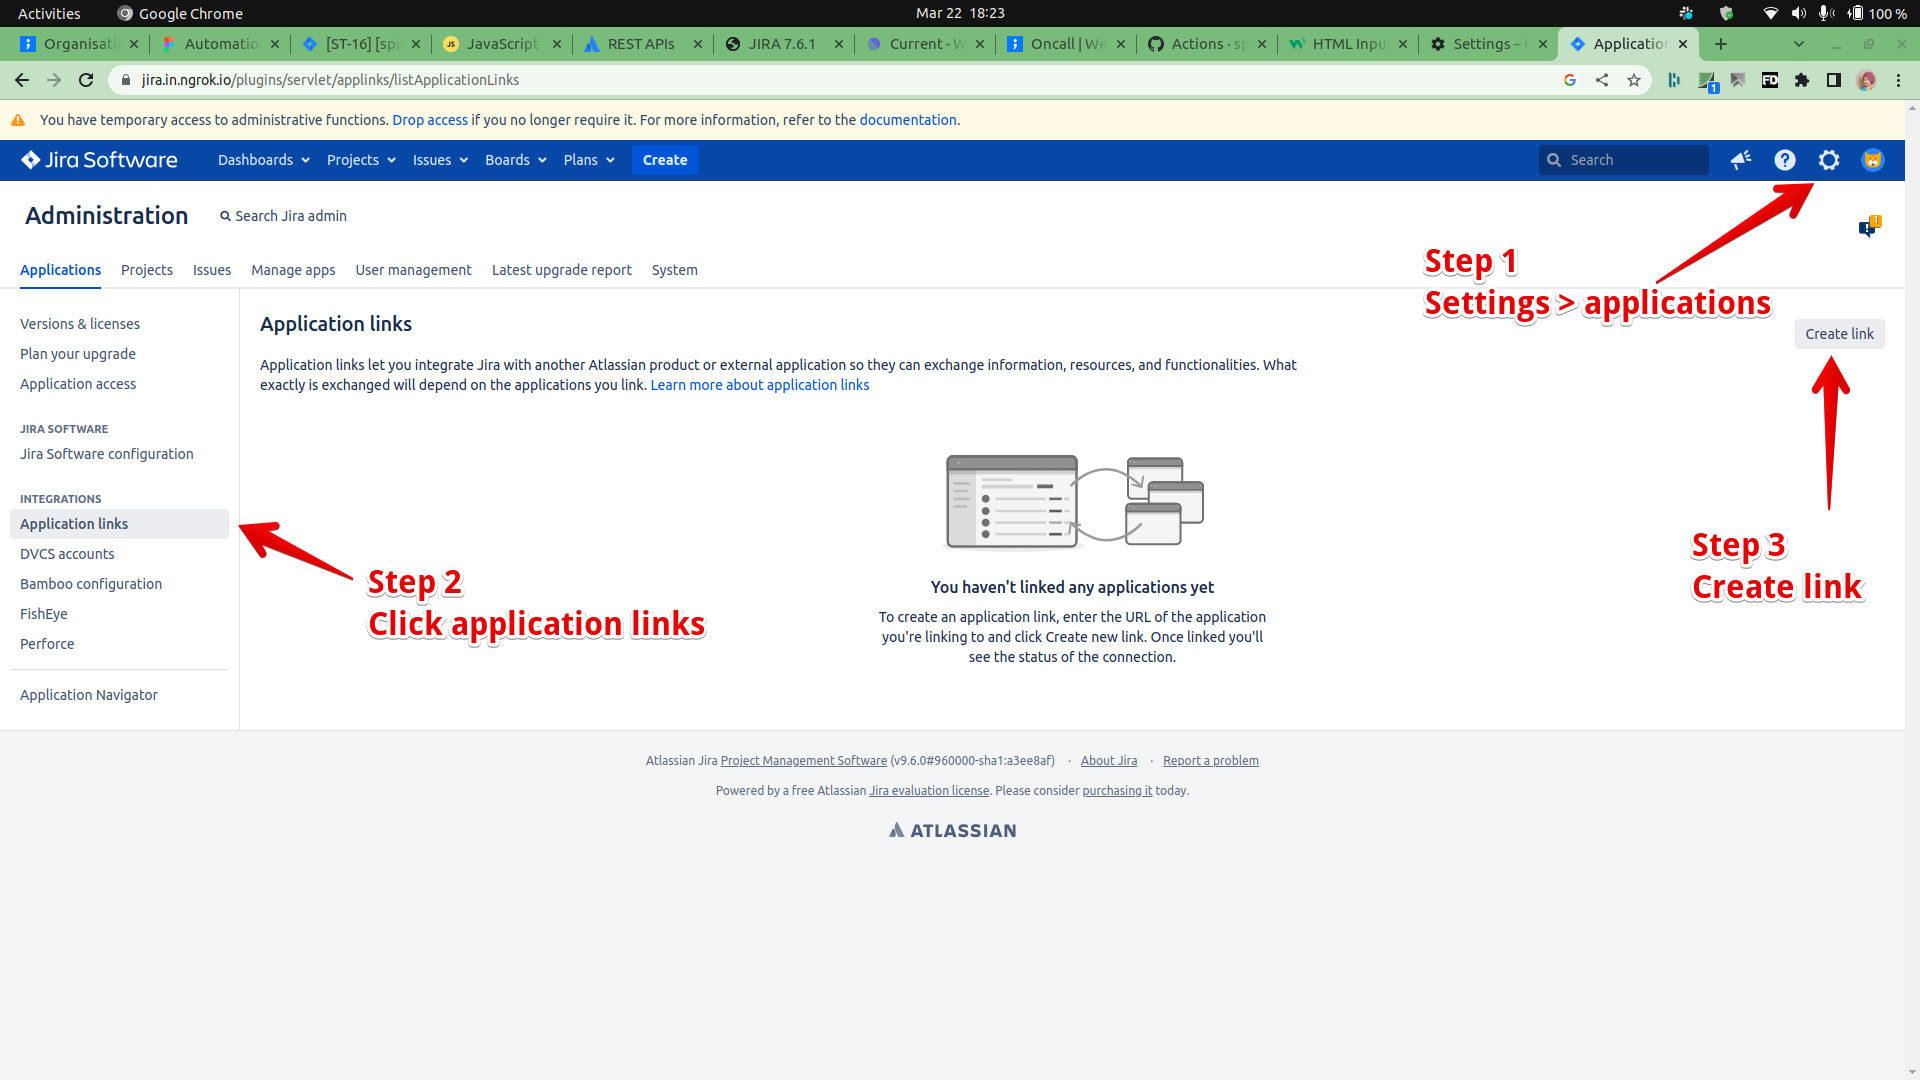 Activities
Google Chrome
Mar 22 18:23
100 %
Organisati
Automatio
[ST-16] [spi
JavaScript
REST APIs
JIRA 7.6.1
Current - W
Oncall | We
Actions · sp
HTML Inpu
Settings –
Application
jira.in.ngrok.io/plugins/servlet/applinks/listApplicationLinks
1
FD
You have temporary access to administrative functions. Drop access if you no longer require it. For more information, refer to the documentation.
Jira Software
Dashboards
Projects
Issues
Boards
Plans
Create
Search
Administration
Search Jira admin
Applications
Projects
Issues
Manage apps
User management
Latest upgrade report
System
Step 1
Settings > applications
Versions & licenses
Plan your upgrade
Application access
JIRA SOFTWARE
Jira Software configuration
INTEGRATIONS
Application links
DVCS accounts
Bamboo configuration
FishEye
Perforce
Application Navigator
Application links
Create link
Application links let you integrate Jira with another Atlassian product or external application so they can exchange information, resources, and functionalities. What
exactly is exchanged will depend on the applications you link. Learn more about application links
Step 2
Click application links
Step 3
Create link
You haven't linked any applications yet
To create an application link, enter the URL of the application
you're linking to and click Create new link. Once linked you'll
see the status of the connection.
Atlassian Jira Project Management Software (v9.6.0#960000-sha1:a3ee8af) · About Jira · Report a problem
Powered by a free Atlassian Jira evaluation license. Please consider purchasing it today.
ATLASSIAN